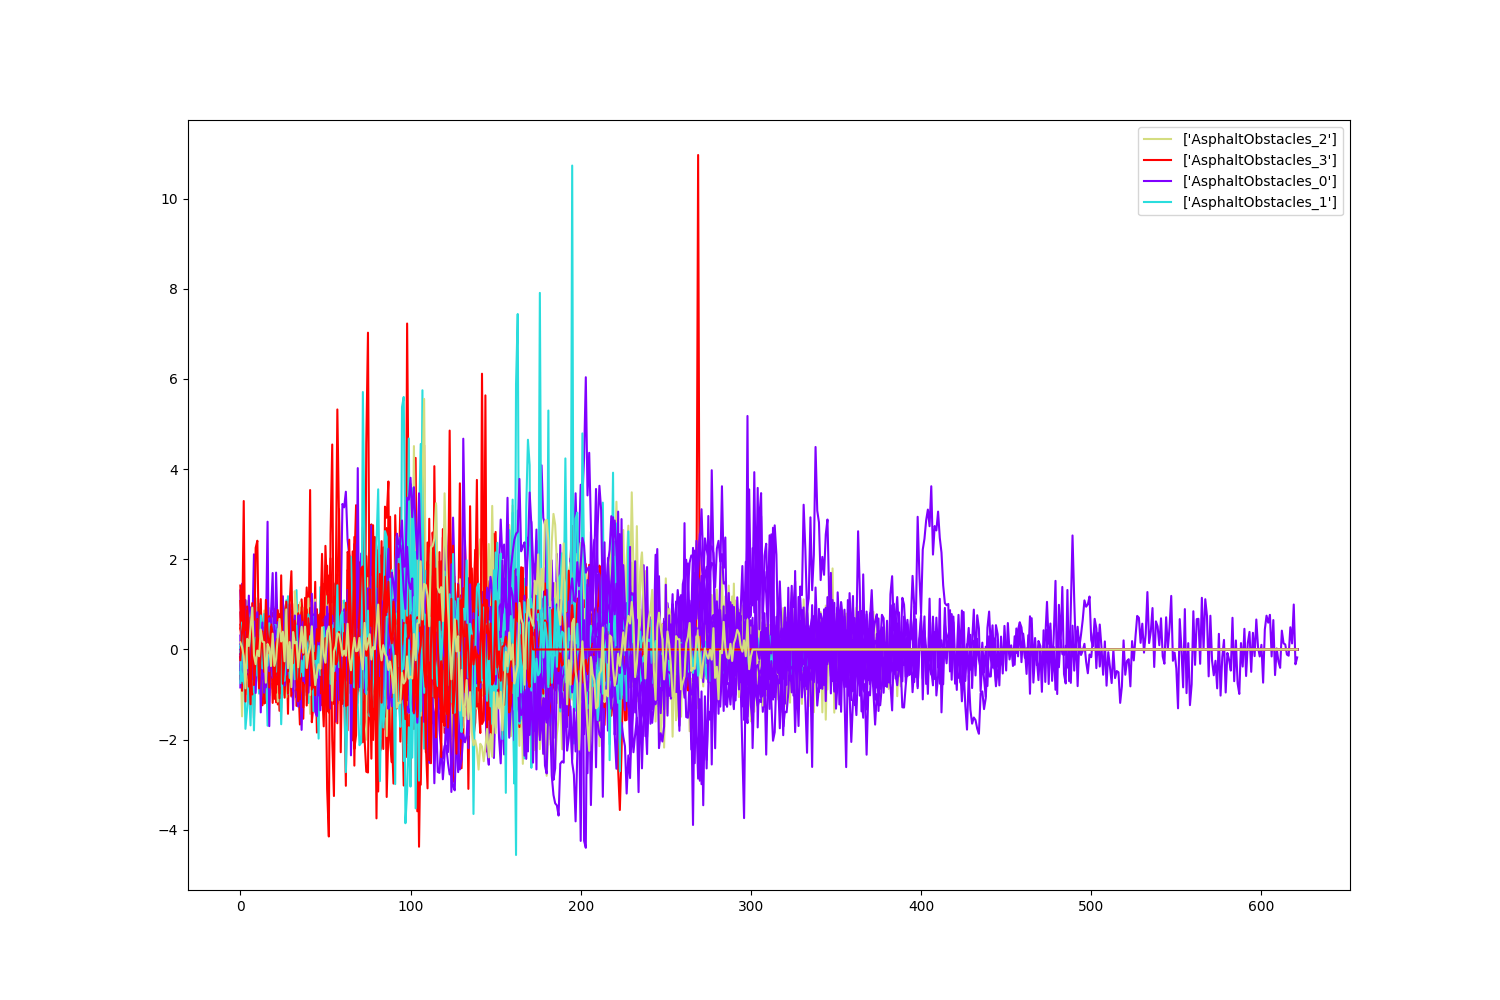 ['AsphaltObstacles_2']
['AsphaltObstacles_3']
['AsphaltObstacles_0']
['AsphaltObstacles_1']
10
8
6
4
2
0
−2
−4
0 100 200 300 400 500 600